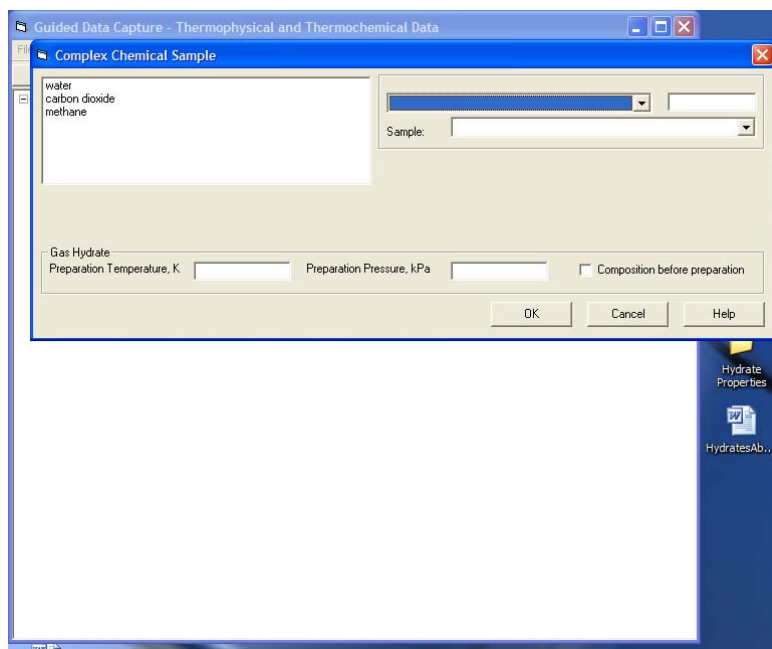 Guided Data Capture - Thermophysical and Thermochemical Data
Complex Chemical Sample
water
carbon dioxide
methane
Sample:
Gas Hydrate
Preparation Temperature, K
Preparation Pressure, kPa
Composition before preparation
OK
Cancel
Help
Hydrate
Properties
HydratesAb...